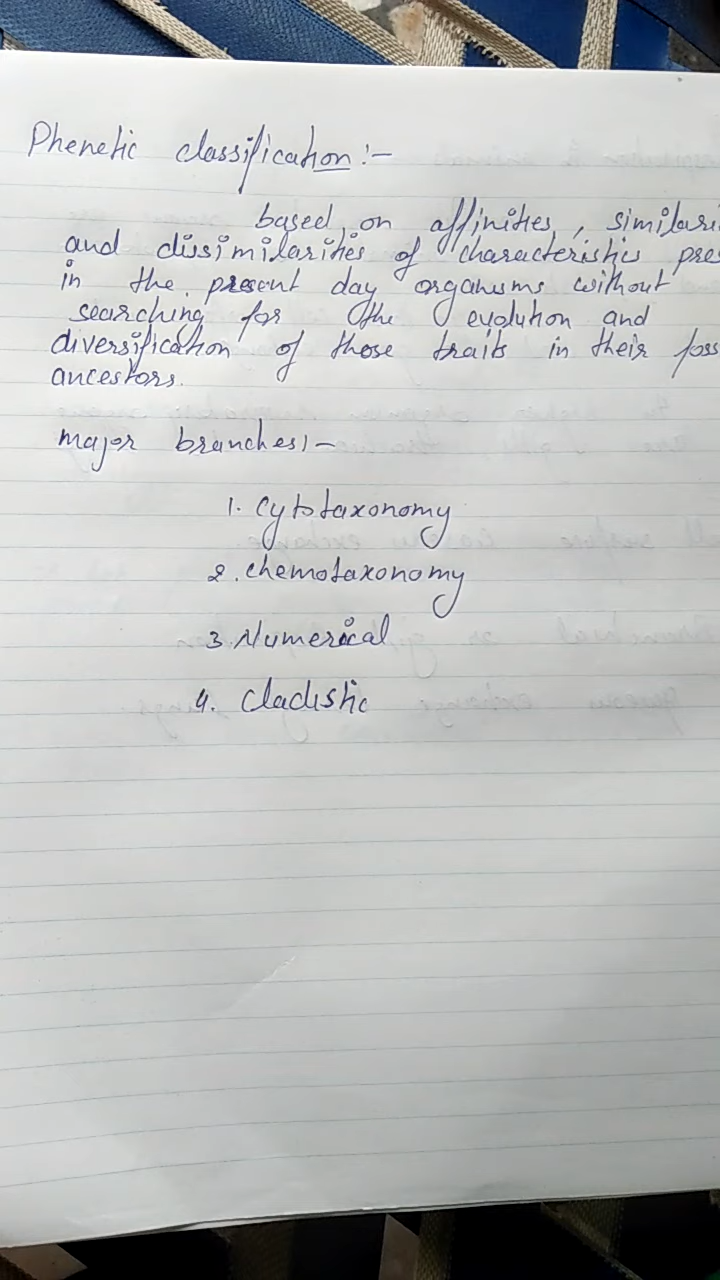 Phenetic classification :-
based on affinities, similari
and dissimilarities of characteristics pre
in the present day organisms without
searching for the evolution and
diversification of those traits in their foss
ancestors.
major branches :-
1. Cytotaxonomy
2. chemotaxonomy
3. Numerical
4. Cladistic